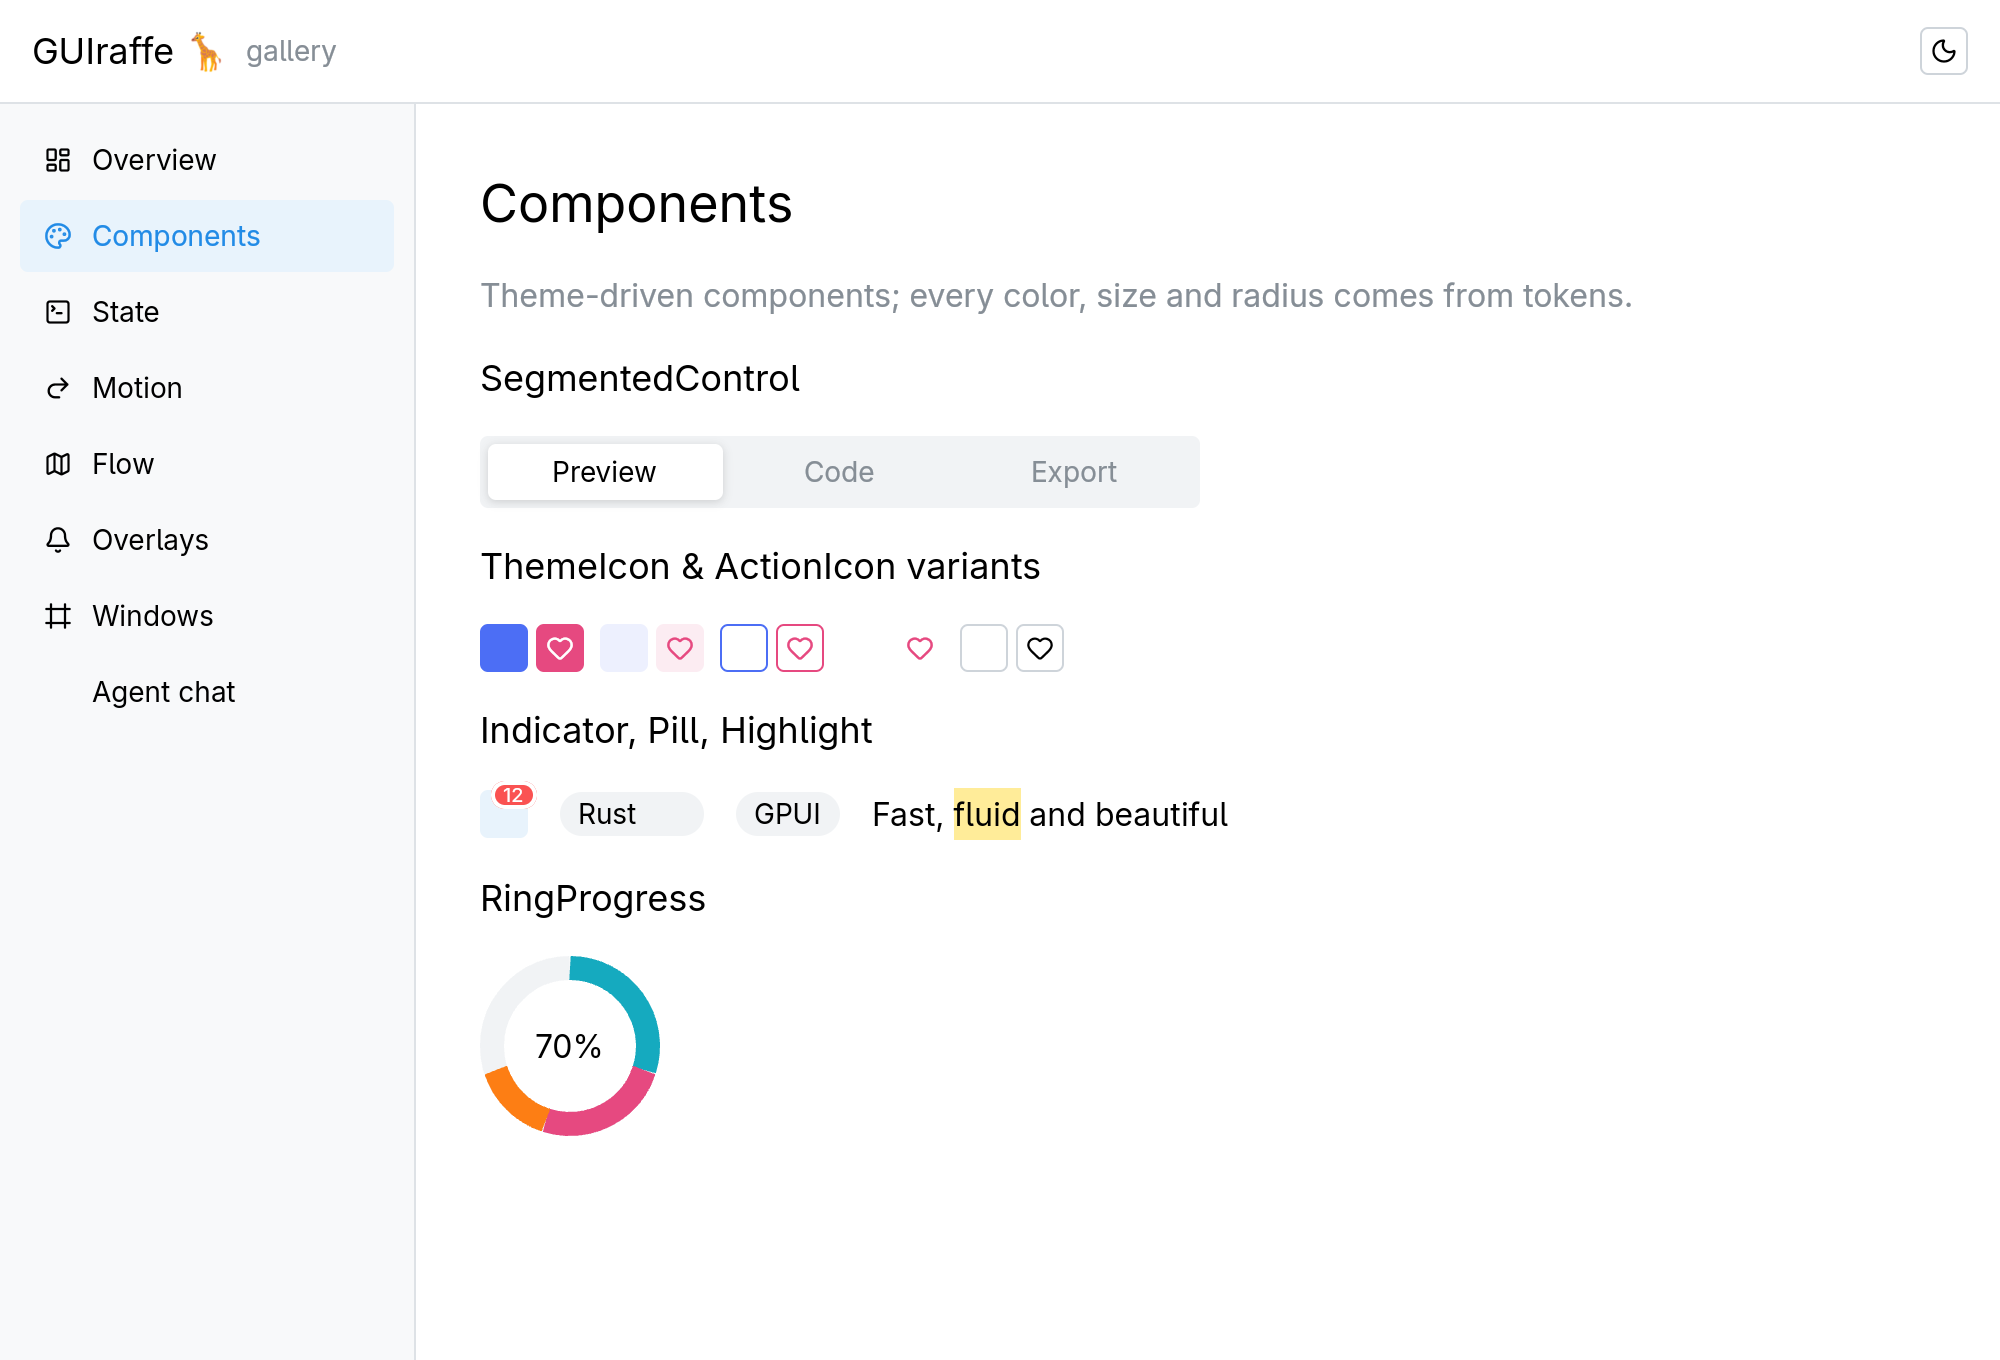 GUIraffe 🦒 gallery
Overview
Components
State
Motion
Flow
Overlays
Windows
Agent chat
Components
Theme-driven components; every color, size and radius comes from tokens.
SegmentedControl
Preview Code Export
ThemeIcon & ActionIcon variants
Indicator, Pill, Highlight
12 Rust GPUI Fast, fluid and beautiful
RingProgress
70%